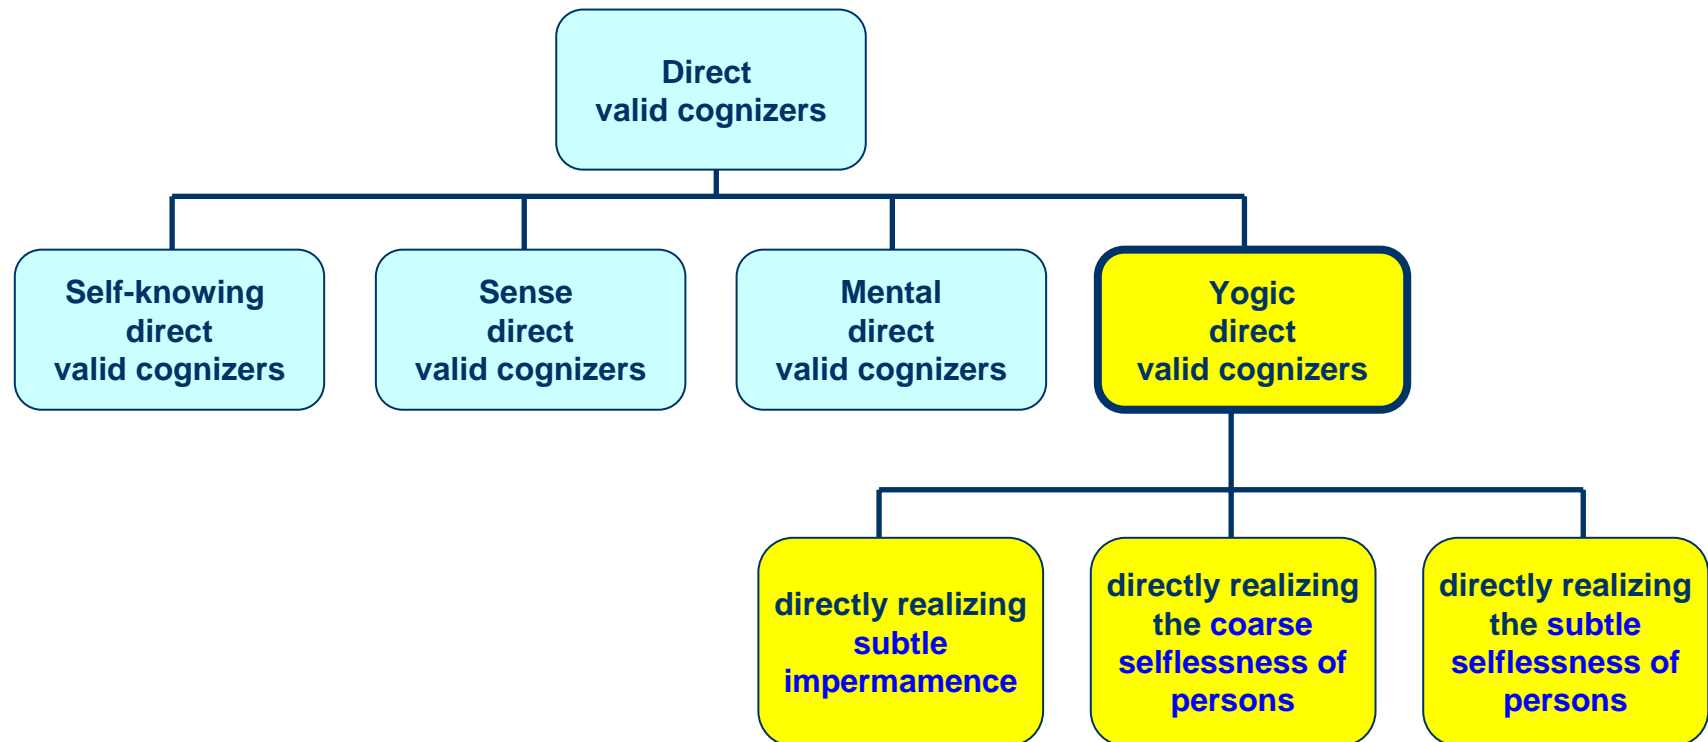 Direct
valid cognizers
Self-knowing
direct
valid cognizers
Sense
direct
valid cognizers
Mental
direct
valid cognizers
Yogic
direct
valid cognizers
directly realizing
subtle
impermamence
directly realizing
the coarse
selflessness of
persons
directly realizing
the subtle
selflessness of
persons